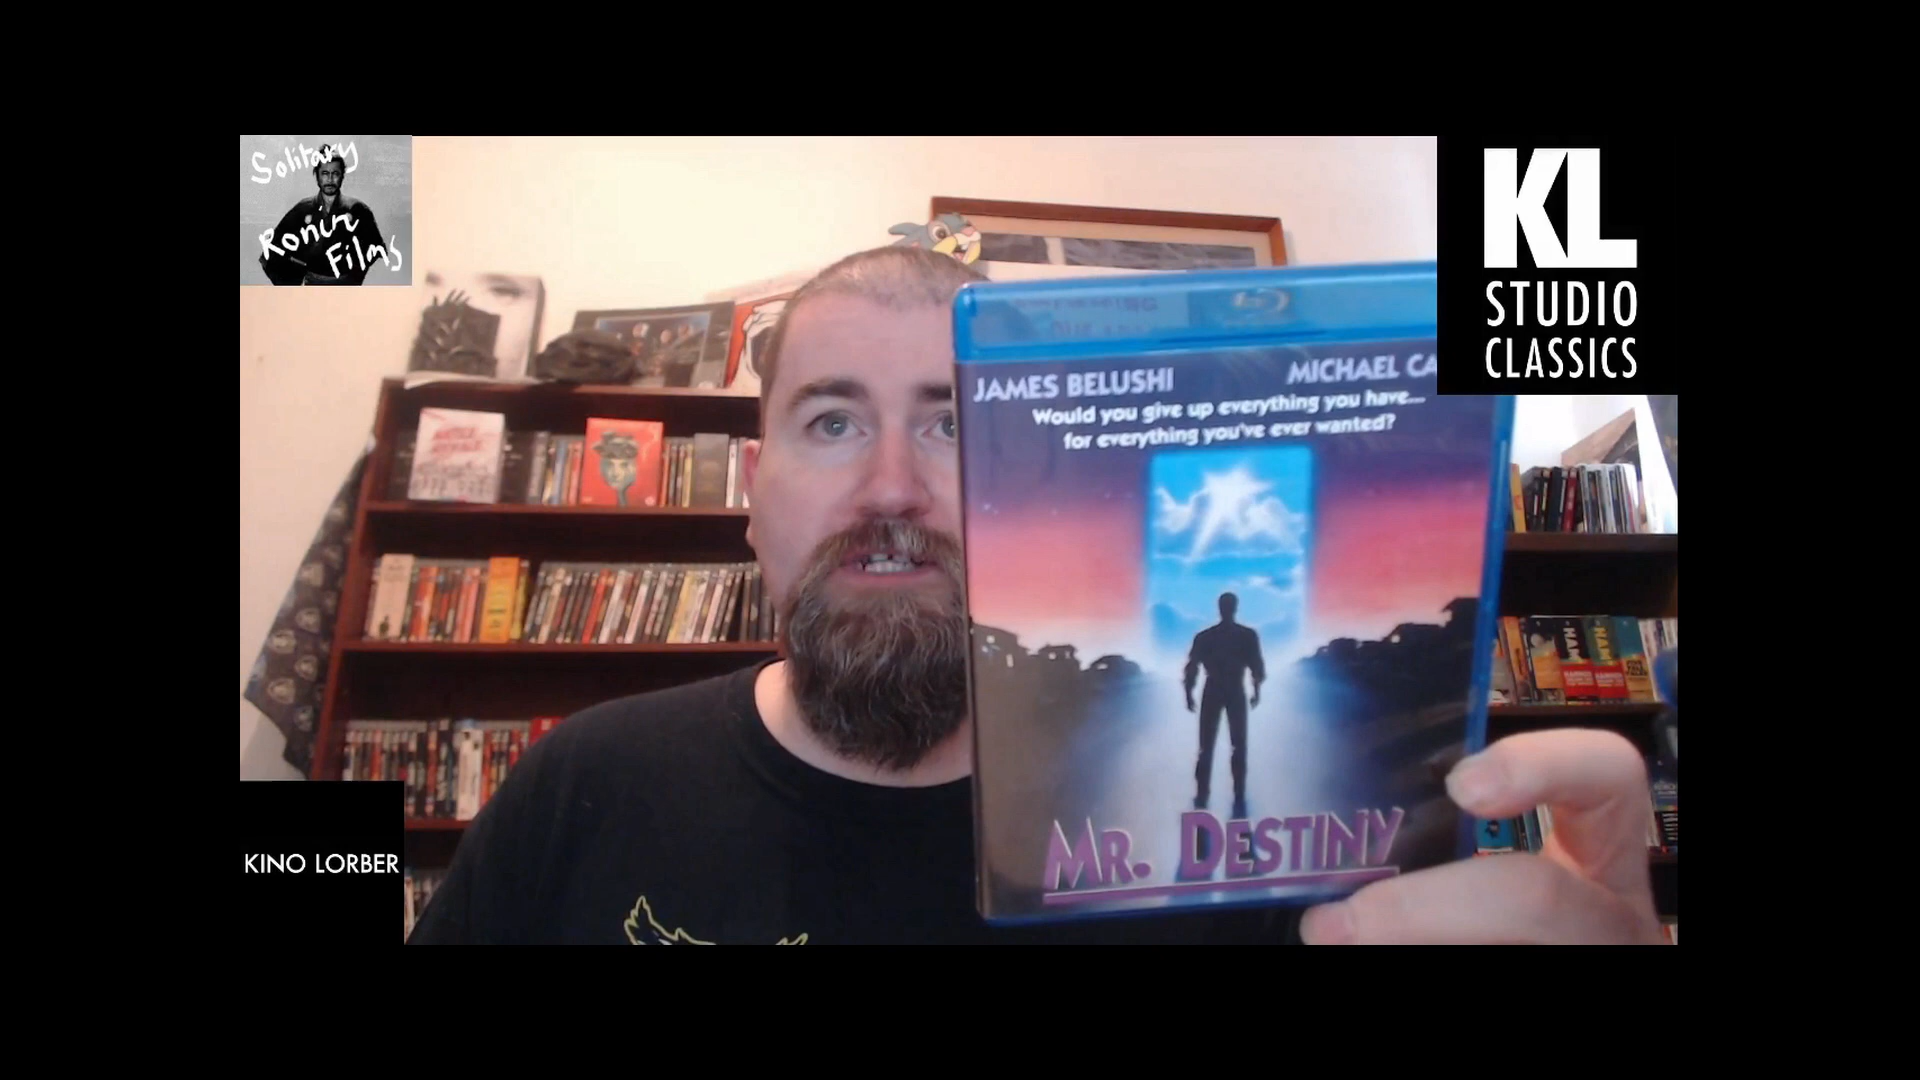 Solitary
Ronin
Films
KL
STUDIO
CLASSICS
JAMES BELUSHI
MICHAEL CA
Would you give up everything you have...
for everything you've ever wanted?
MR. DESTINY
KINO LORBER